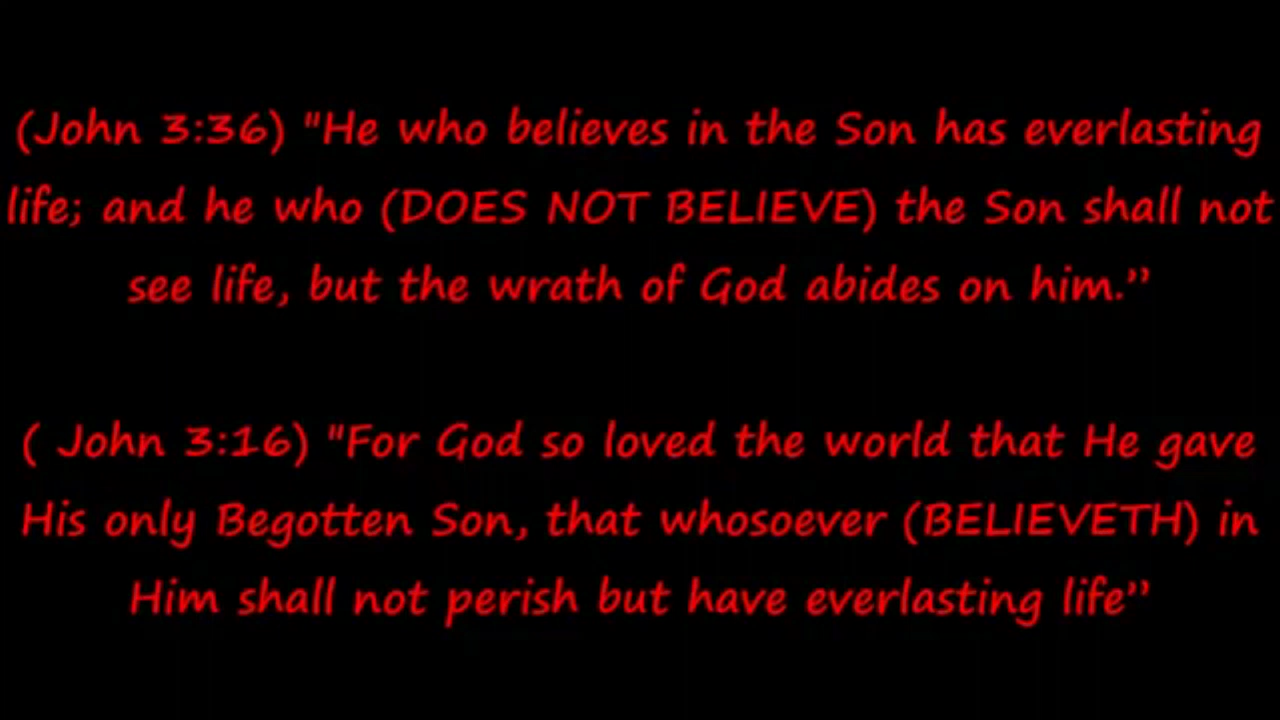 (John 3:36) "He who believes in the Son has everlasting
life; and he who (DOES NOT BELIEVE) the Son shall not
see life, but the wrath of God abides on him.”
( John 3:16) "For God so loved the world that He gave
His only Begotten Son, that whosoever (BELIEVETH) in
Him shall not perish but have everlasting life”